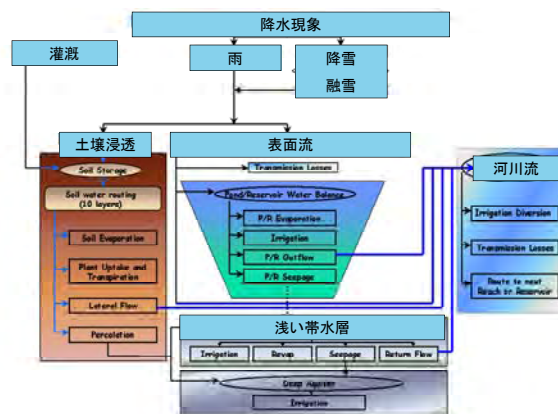 降水現象
灌漑
雨
降雪
融雪
土壌浸透
表面流
河川流
Soil Storage
Soil water routing
(10 layers)
Soil Evaporation
Plant Uptake and
Transpiration
Lateral Flow
Percolation
Transmission Losses
Pond/Reservoir Water Balance
P/R Evaporation
Irrigation
P/R Outflow
P/R Seepage
Irrigation Diversion
Transmission Losses
Route to next
Reach or Reservoir
浅い帯水層
Irrigation
Revap
Seepage
Return Flow
Deep Aquifer
Irrigation